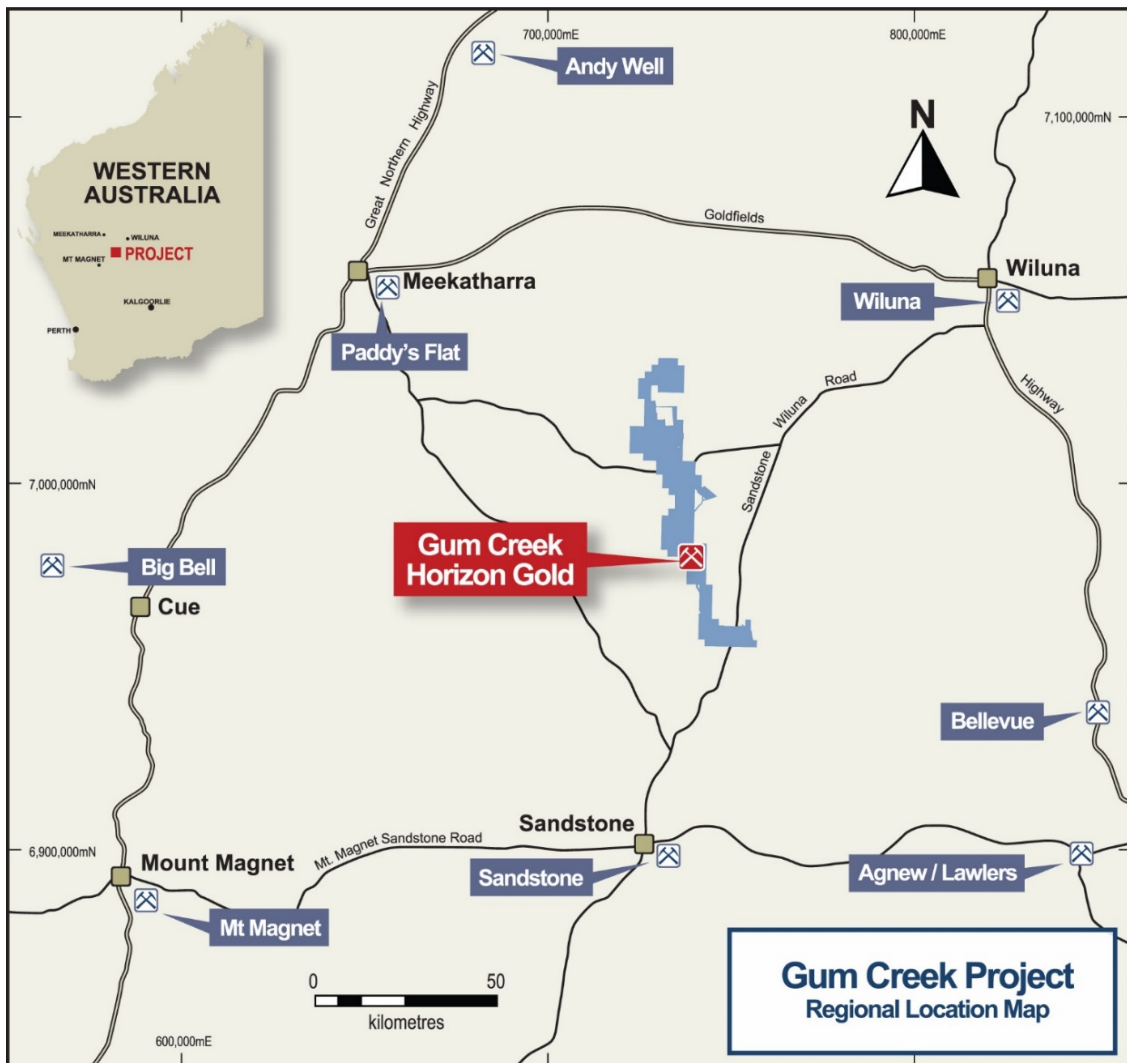 700,000mE
800,000mE
Andy Well
7,100,000mN
N
Great Northern Highway
WESTERN
AUSTRALIA
MEEKATHARRA
WILUNA
PROJECT
MT MAGNET
KALGOORLIE
PERTH
Goldfields
Meekatharra
Wiluna
Wiluna
Paddy's Flat
Highway
Sandstone
Wiluna
Road
7,000,000mN
Gum Creek
Horizon Gold
Big Bell
Cue
Bellevue
Sandstone
Mt. Magnet Sandstone Road
6,900,000mN
Mount Magnet
Sandstone
Agnew / Lawlers
Mt Magnet
0
50
kilometres
Gum Creek Project
Regional Location Map
600,000mE